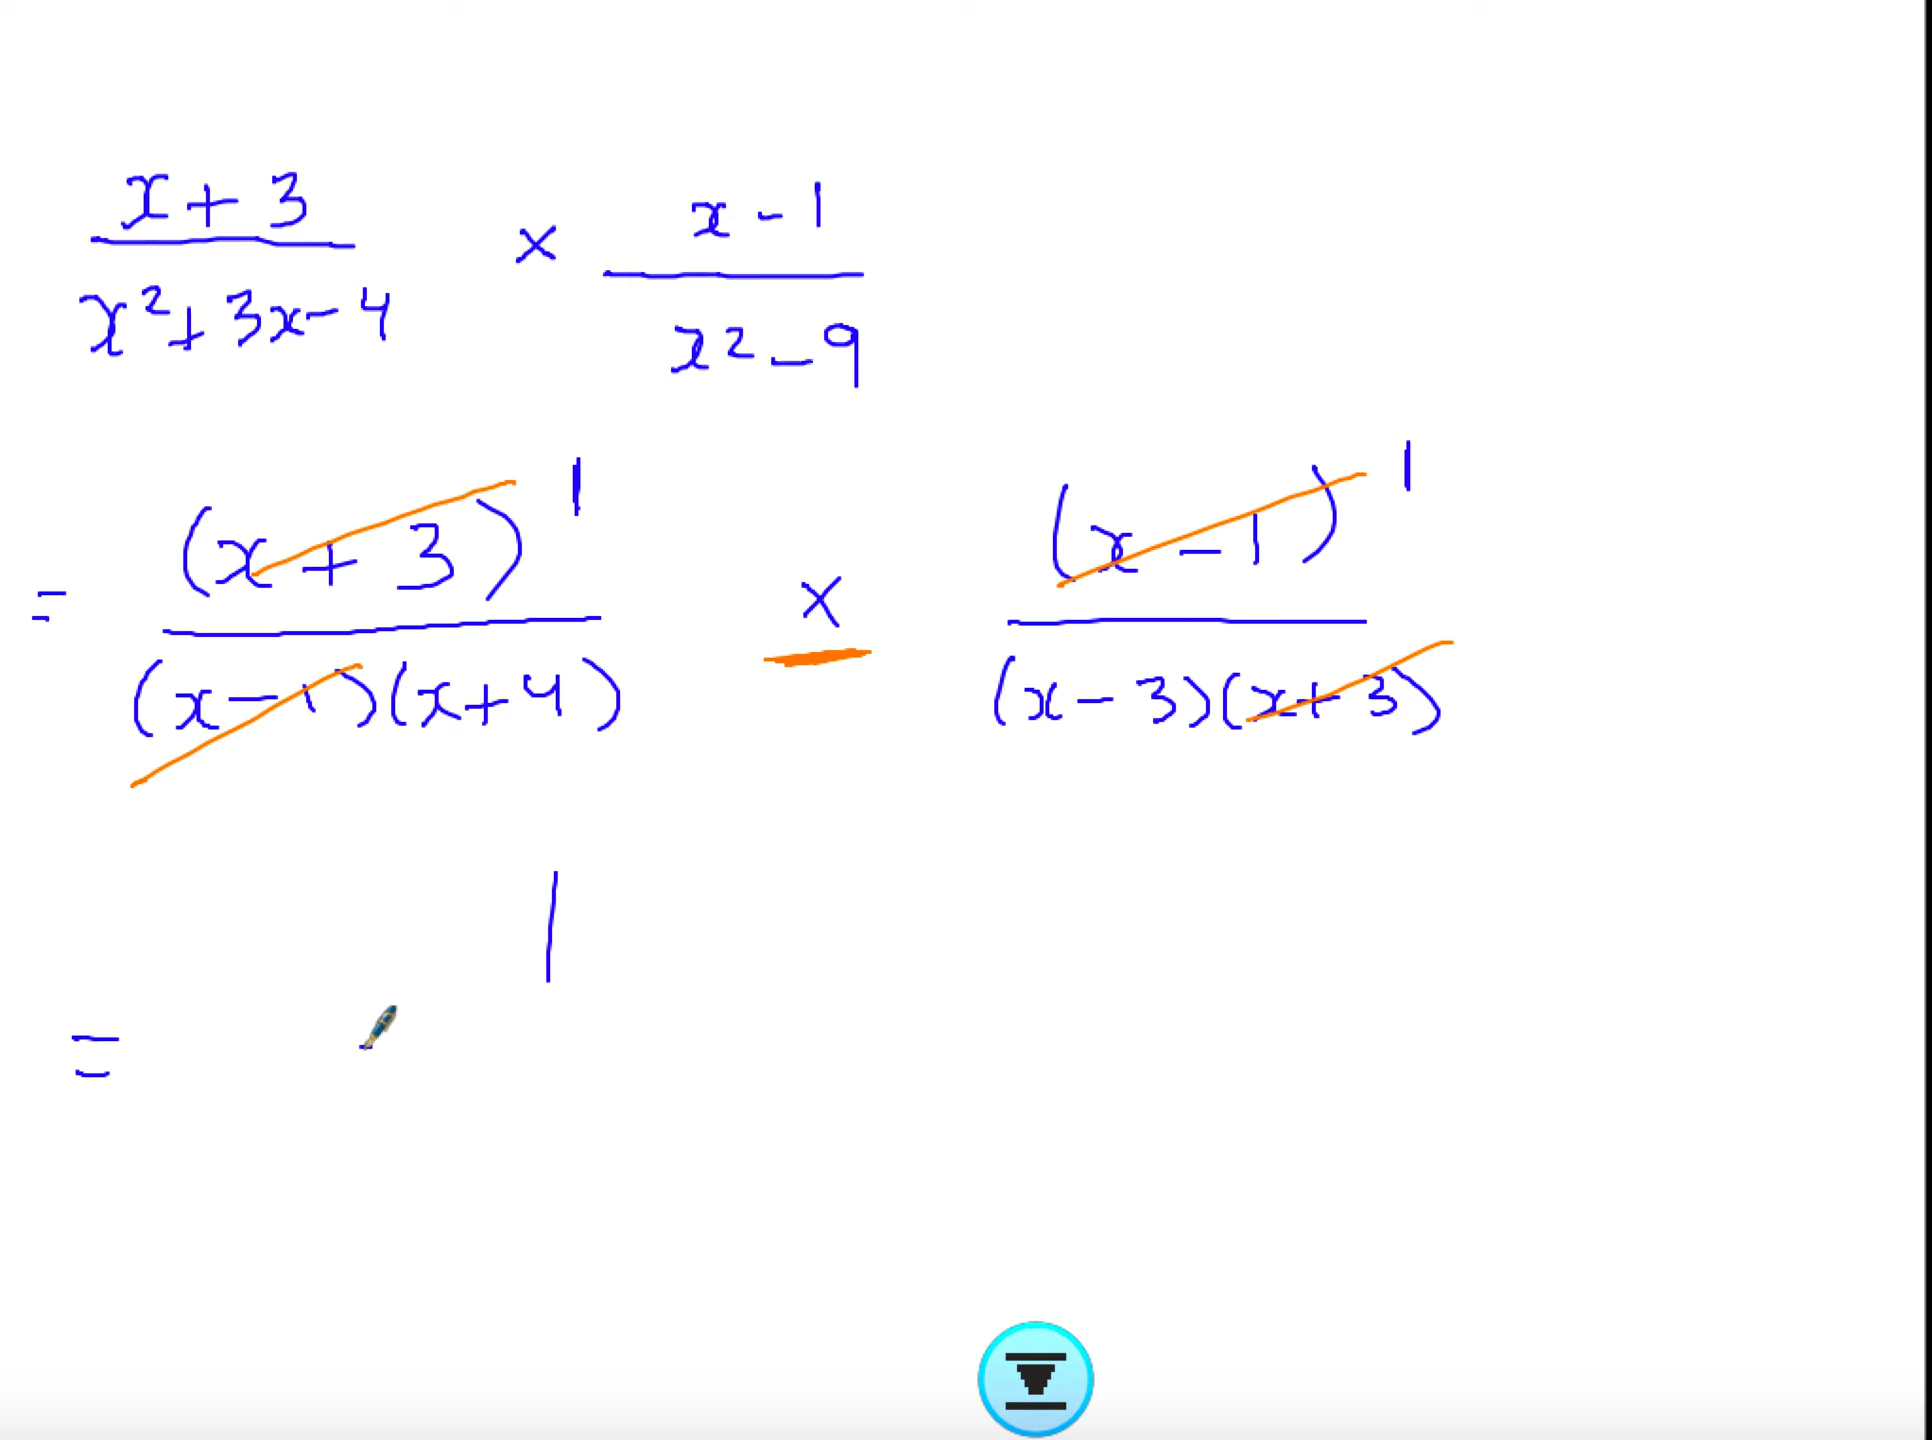 x + 3 / x² + 3x - 4 × x - 1 / x² - 9
= (x + 3) 1 / (x - 1)(x + 4) × (x - 1) 1 / (x - 3)(x + 3)
= 1